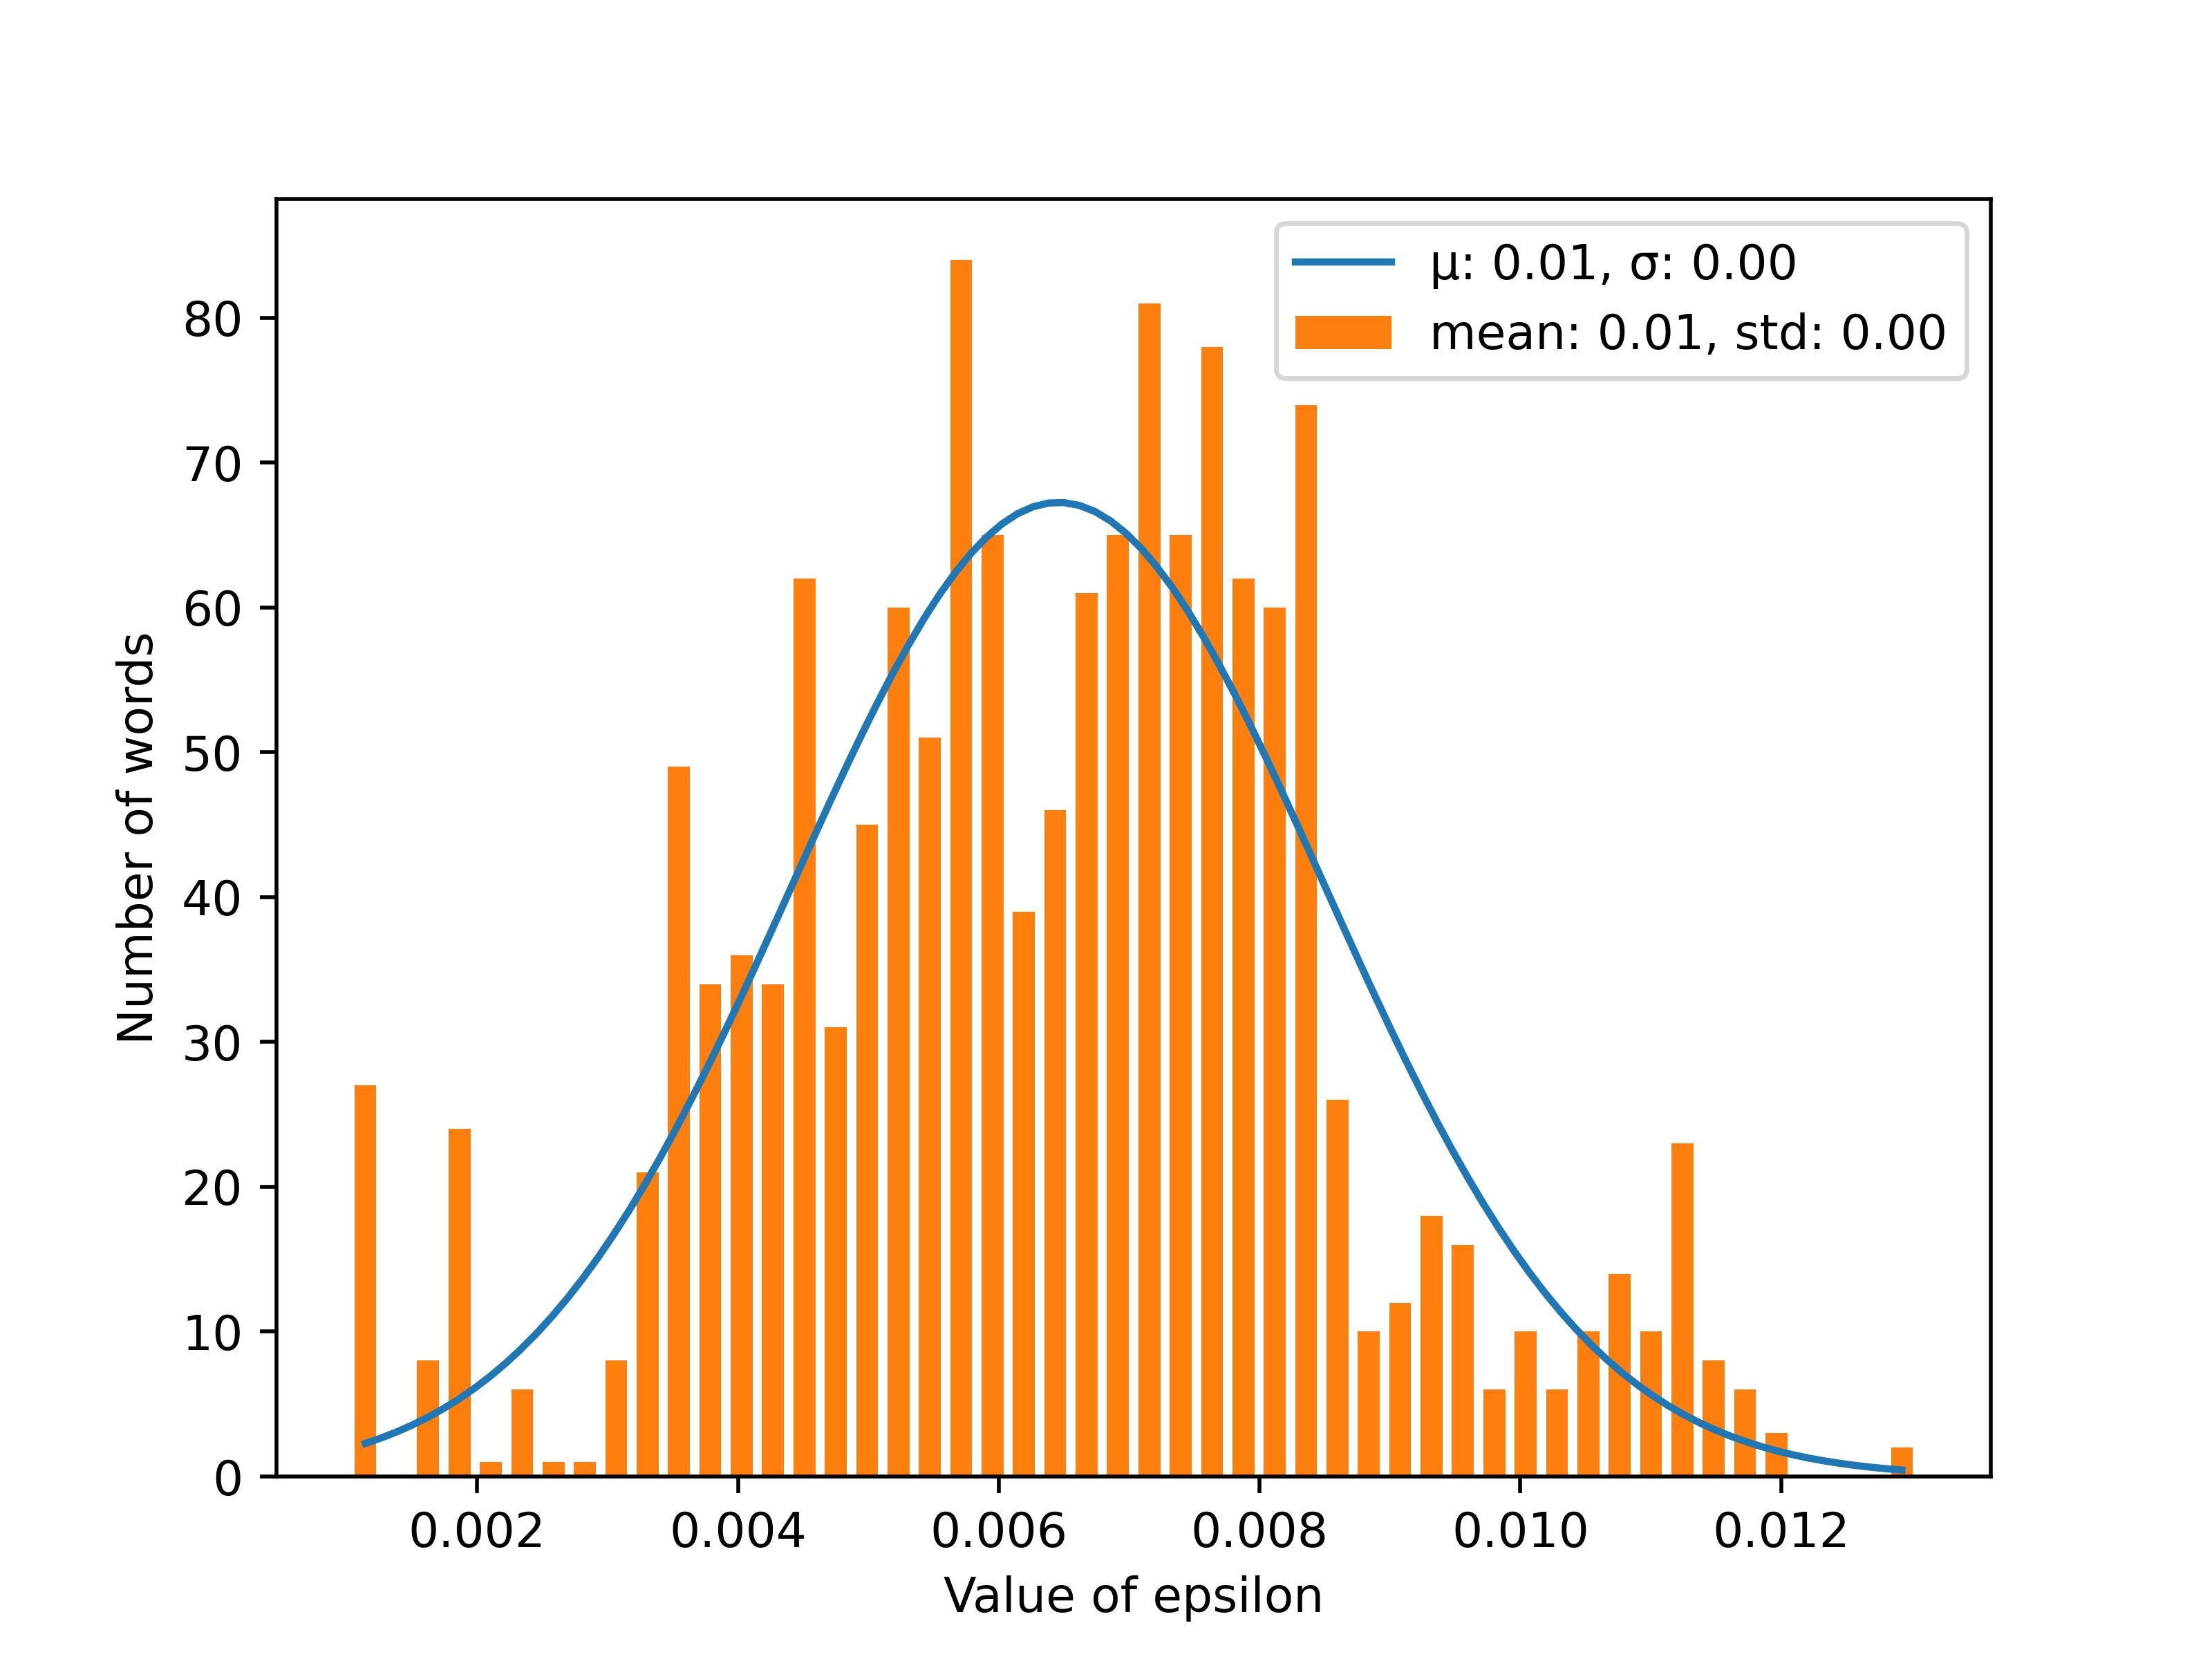 μ: 0.01, σ: 0.00
mean: 0.01, std: 0.00
80
70
60
50
40
30
20
10
0
Number of words
0.002 0.004 0.006 0.008 0.010 0.012
Value of epsilon